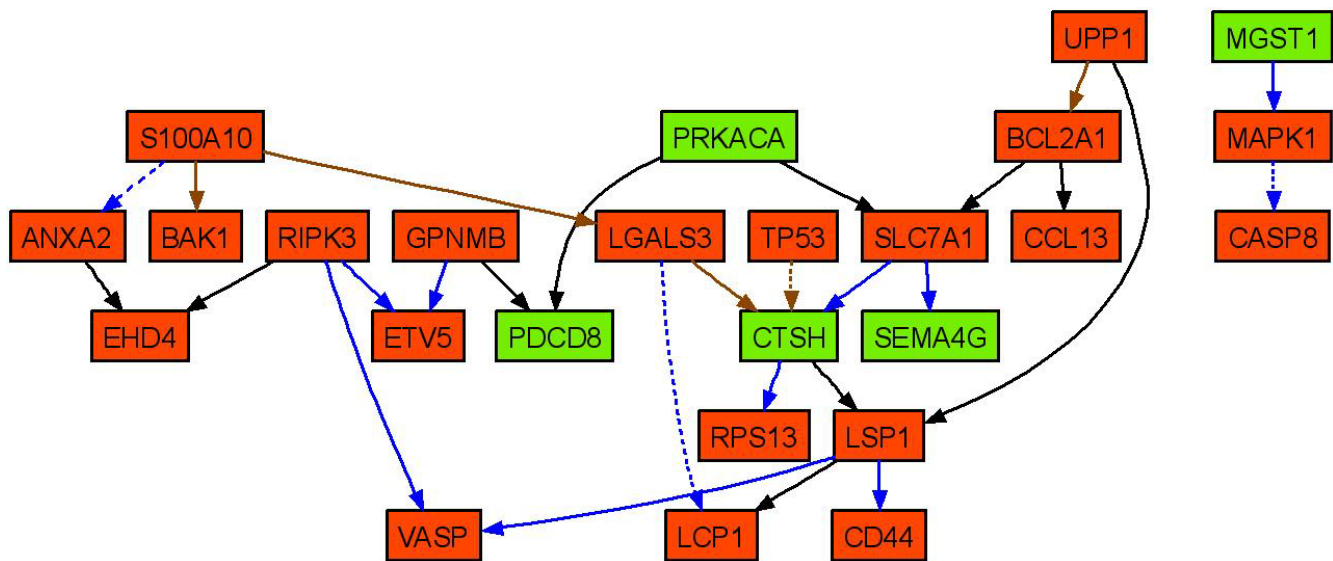 UPP1 MGST1
S100A10 PRKACA BCL2A1 MAPK1
ANXA2 BAK1 RIPK3 GPNMB LGALS3 TP53 SLC7A1 CCL13 CASP8
EHD4 ETV5 PDCD8 CTSH SEMA4G
RPS13 LSP1
VASP LCP1 CD44